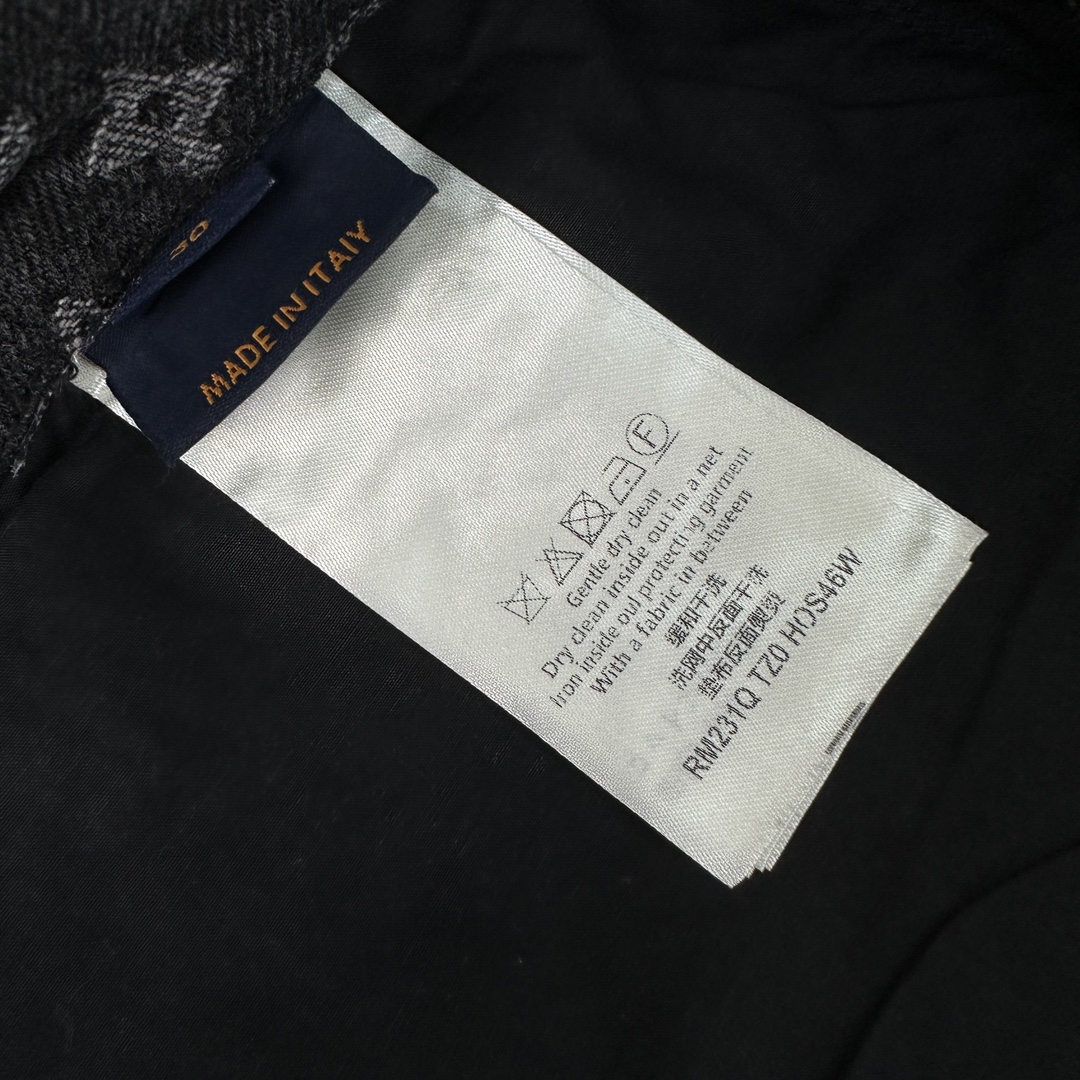 30
MADE IN ITAIY
F
Gentle dry clean
Dry clean inside out in a net
Iron inside out protecting garment
With a fabric in between
缓和干洗
洗网中反面干洗
垫布反面熨烫
RM231Q TZ0 HOS46W